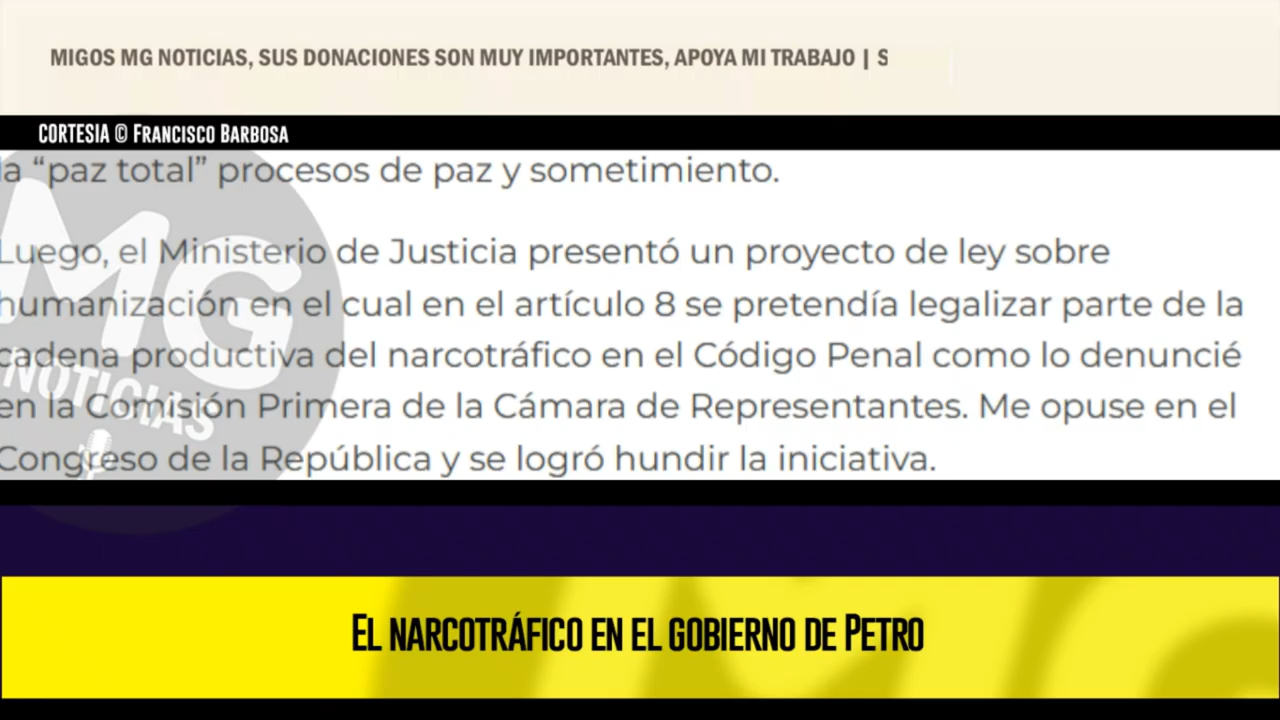 MIGOS MG NOTICIAS, SUS DONACIONES SON MUY IMPORTANTES, APOYA MI TRABAJO | S
CORTESIA © FRANCISCO BARBOSA
la “paz total” procesos de paz y sometimiento.
Luego, el Ministerio de Justicia presentó un proyecto de ley sobre
humanización en el cual en el artículo 8 se pretendía legalizar parte de la
cadena productiva del narcotráfico en el Código Penal como lo denuncié
en la Comisión Primera de la Cámara de Representantes. Me opuse en el
Congreso de la República y se logró hundir la iniciativa.
MG
NOTICIAS
EL NARCOTRÁFICO EN EL GOBIERNO DE PETRO